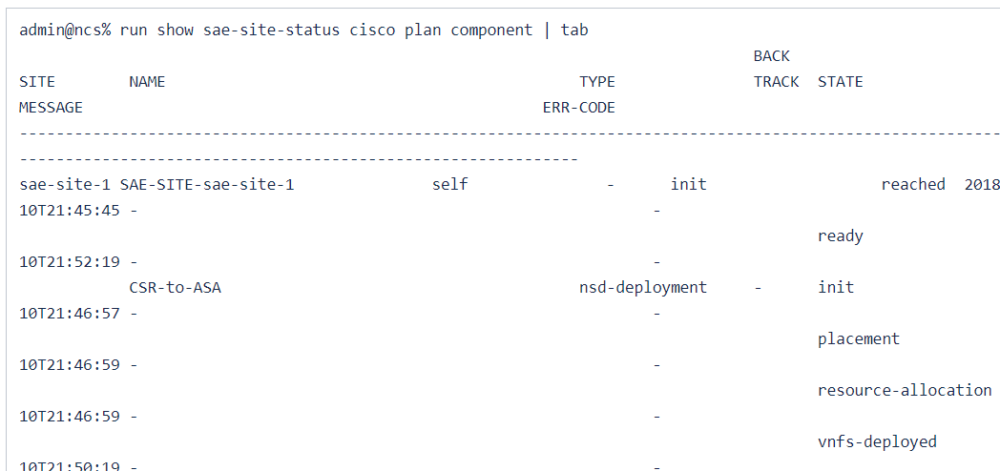 admin@ncs% run show sae-site-status cisco plan component | tab
BACK
SITE NAME TYPE TRACK STATE
MESSAGE ERR-CODE
-----------------------------------------------------------------------------------------------------------
-------------------------------------------------------------
sae-site-1 SAE-SITE-sae-site-1 self - init reached 2018
10T21:45:45 - -
ready
10T21:52:19 - -
CSR-to-ASA nsd-deployment - init
10T21:46:57 - -
placement
10T21:46:59 - -
resource-allocation
10T21:46:59 - -
vnfs-deployed
10T21:50:19 - -